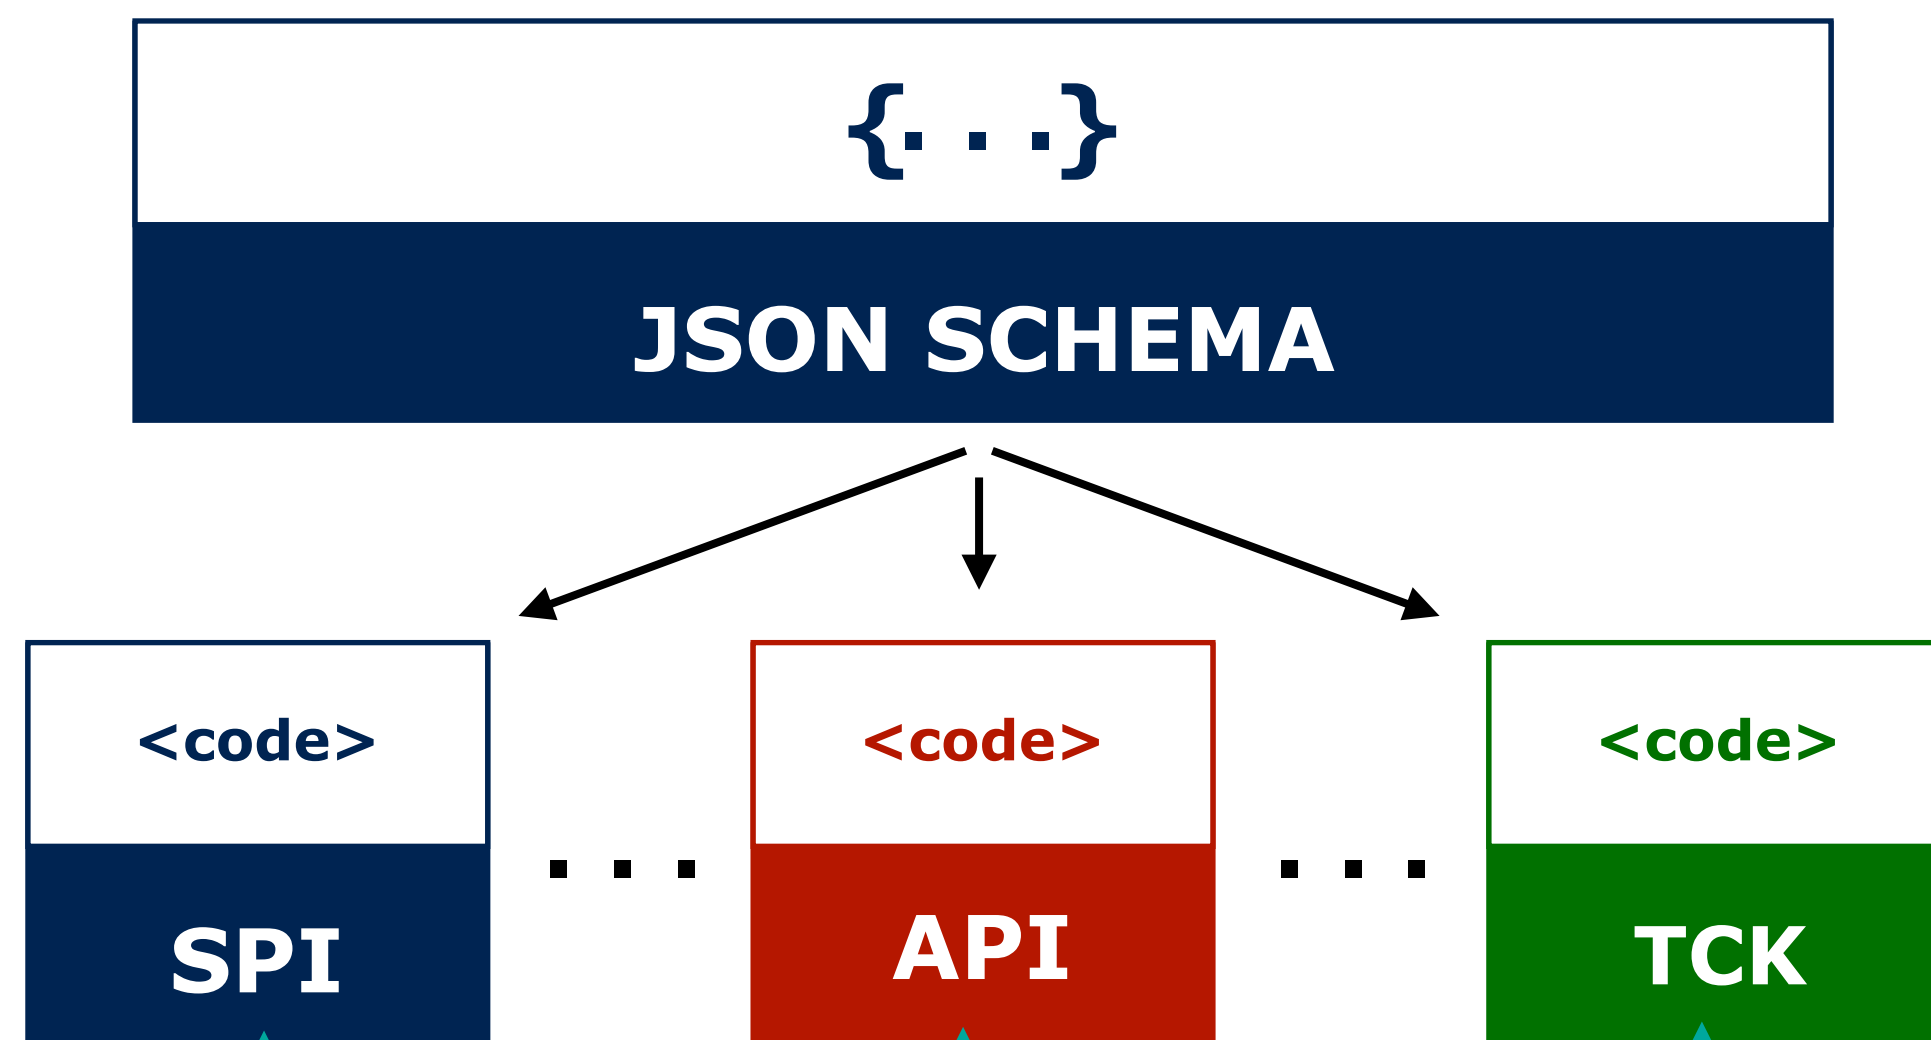 {...}
JSON SCHEMA
<code>
<code>
<code>
... ...
SPI
API
TCK